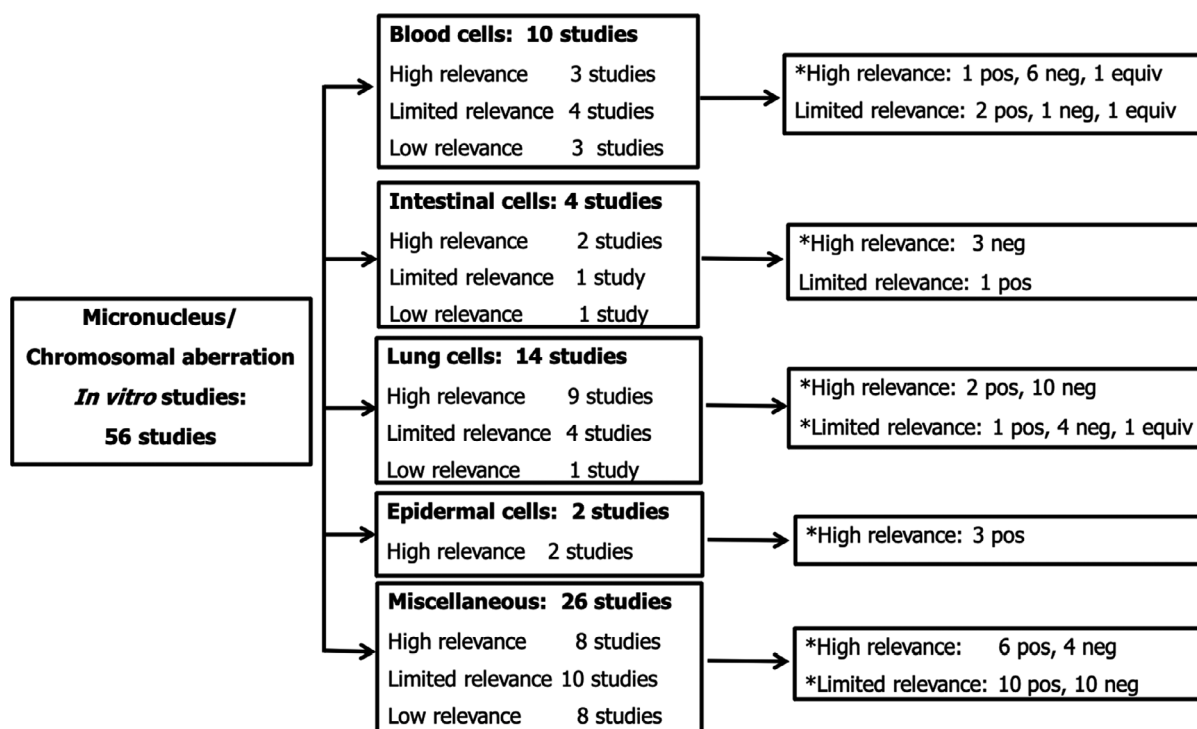 Micronucleus/
Chromosomal aberration
In vitro studies:
56 studies
Blood cells: 10 studies
High relevance 3 studies
Limited relevance 4 studies
Low relevance 3 studies
*High relevance: 1 pos, 6 neg, 1 equiv
Limited relevance: 2 pos, 1 neg, 1 equiv
Intestinal cells: 4 studies
High relevance 2 studies
Limited relevance 1 study
Low relevance 1 study
*High relevance: 3 neg
Limited relevance: 1 pos
Lung cells: 14 studies
High relevance 9 studies
Limited relevance 4 studies
Low relevance 1 study
*High relevance: 2 pos, 10 neg
*Limited relevance: 1 pos, 4 neg, 1 equiv
Epidermal cells: 2 studies
High relevance 2 studies
*High relevance: 3 pos
Miscellaneous: 26 studies
High relevance 8 studies
Limited relevance 10 studies
Low relevance 8 studies
*High relevance: 6 pos, 4 neg
*Limited relevance: 10 pos, 10 neg